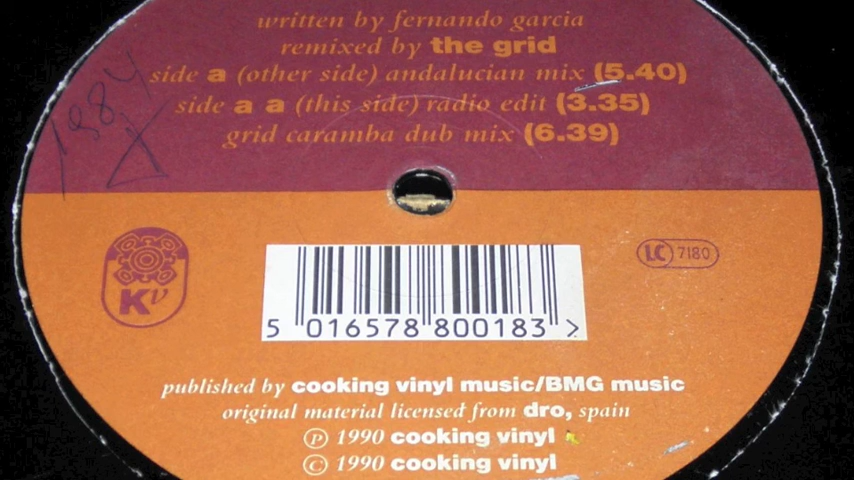 written by fernando garcia
remixed by the grid
side a (other side) andalucian mix (5.40)
side a a (this side) radio edit (3.35)
grid caramba dub mix (6.39)
1984
Kv
LC 7180
5 016578 800183 >
published by cooking vinyl music/BMG music
original material licensed from dro, spain
℗ 1990 cooking vinyl
© 1990 cooking vinyl